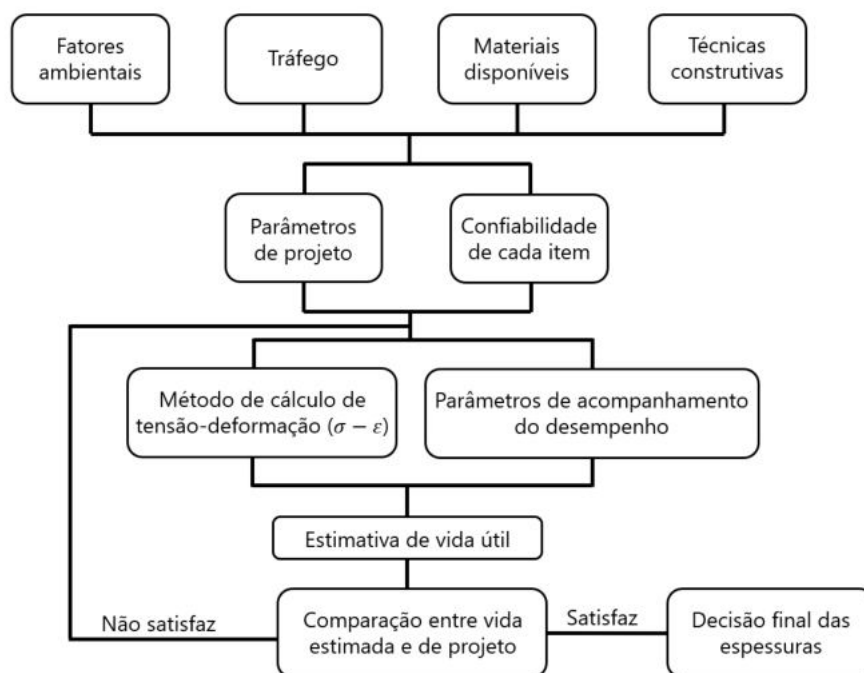 Fatores
ambientais
Tráfego
Materiais
disponíveis
Técnicas
construtivas
Parâmetros
de projeto
Confiabilidade
de cada item
Método de cálculo de
tensão-deformação (σ − ε)
Parâmetros de acompanhamento
do desempenho
Estimativa de vida útil
Não satisfaz
Comparação entre vida
estimada e de projeto
Satisfaz
Decisão final das
espessuras